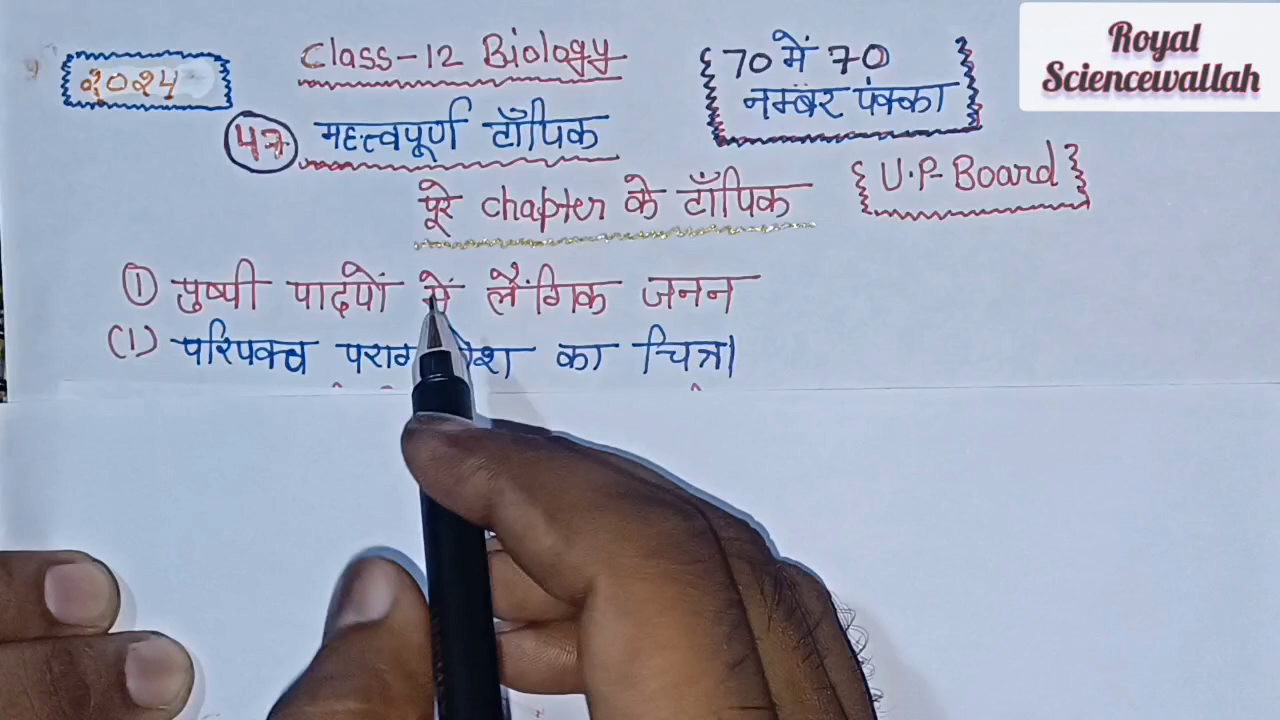 2024
Class-12 Biology
47 महत्त्वपूर्ण टॉपिक
{70 में 70
नम्बर पक्का}
Royal
Sciencewallah
पूरे chapter के टॉपिक
{U.P-Board}
① पुष्पी पादपों में लैंगिक जनन
(1) परिपक्व का चित्र।